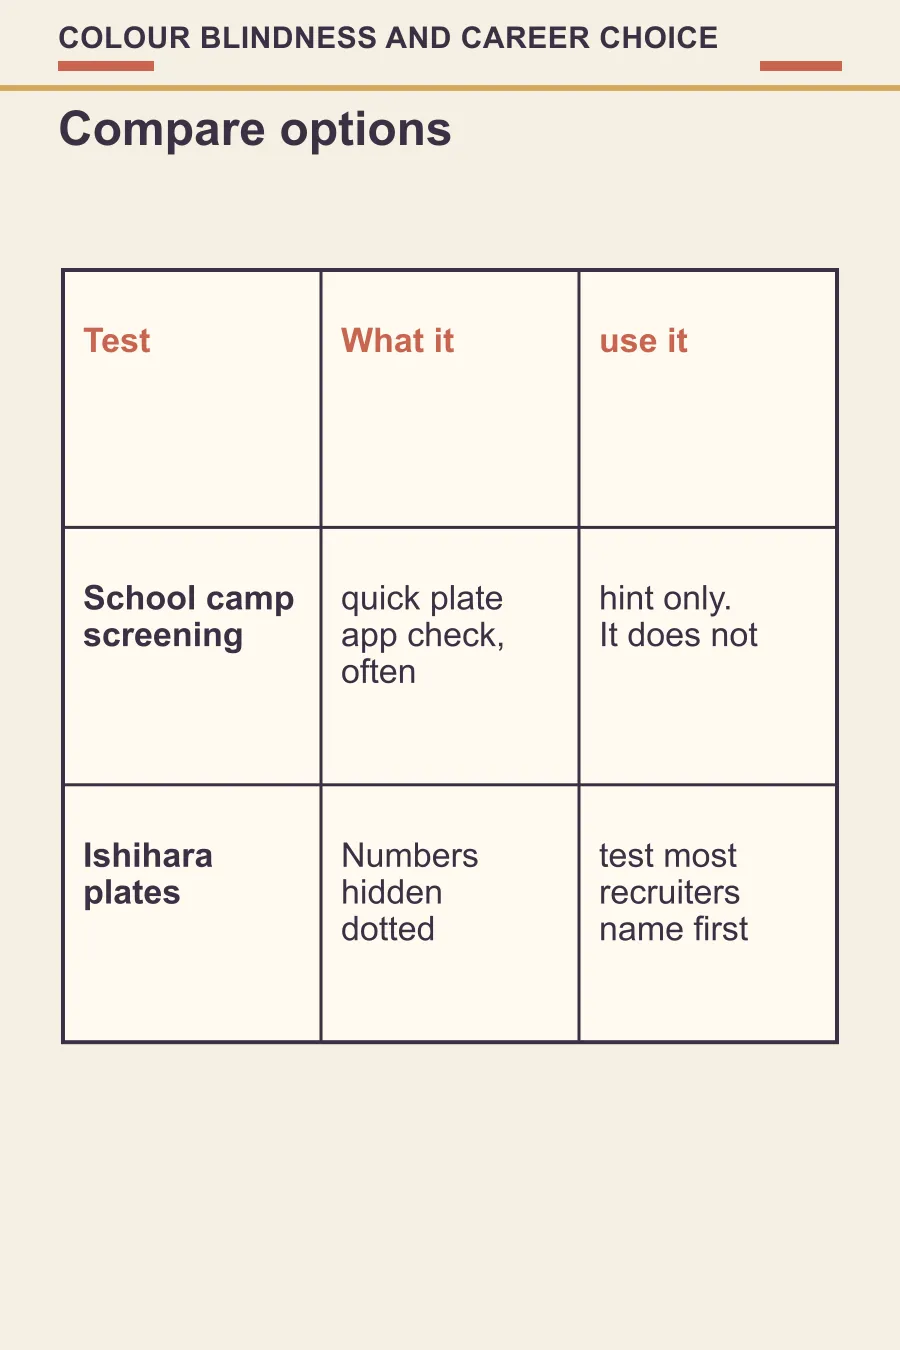 COLOUR BLINDNESS AND CAREER CHOICE
Compare options
Test
What it
use it
School camp
screening
quick plate
app check,
often
hint only.
It does not
Ishihara
plates
Numbers
hidden
dotted
test most
recruiters
name first